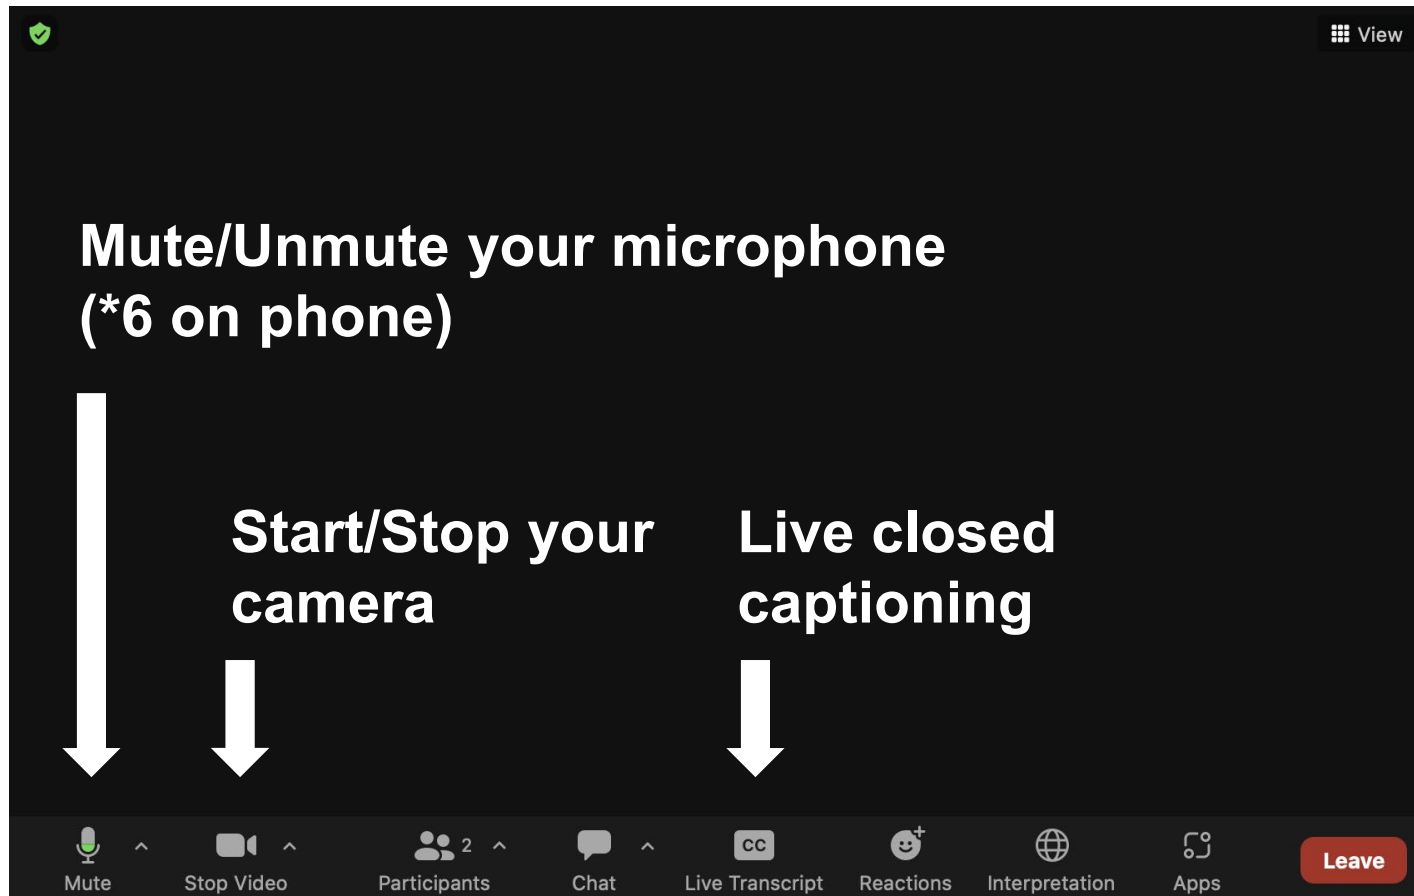 View
Mute/Unmute your microphone
(*6 on phone)
Start/Stop your
camera
Live closed
captioning
2
CC
Mute
Stop Video
Participants
Chat
Live Transcript
Reactions
Interpretation
Apps
Leave